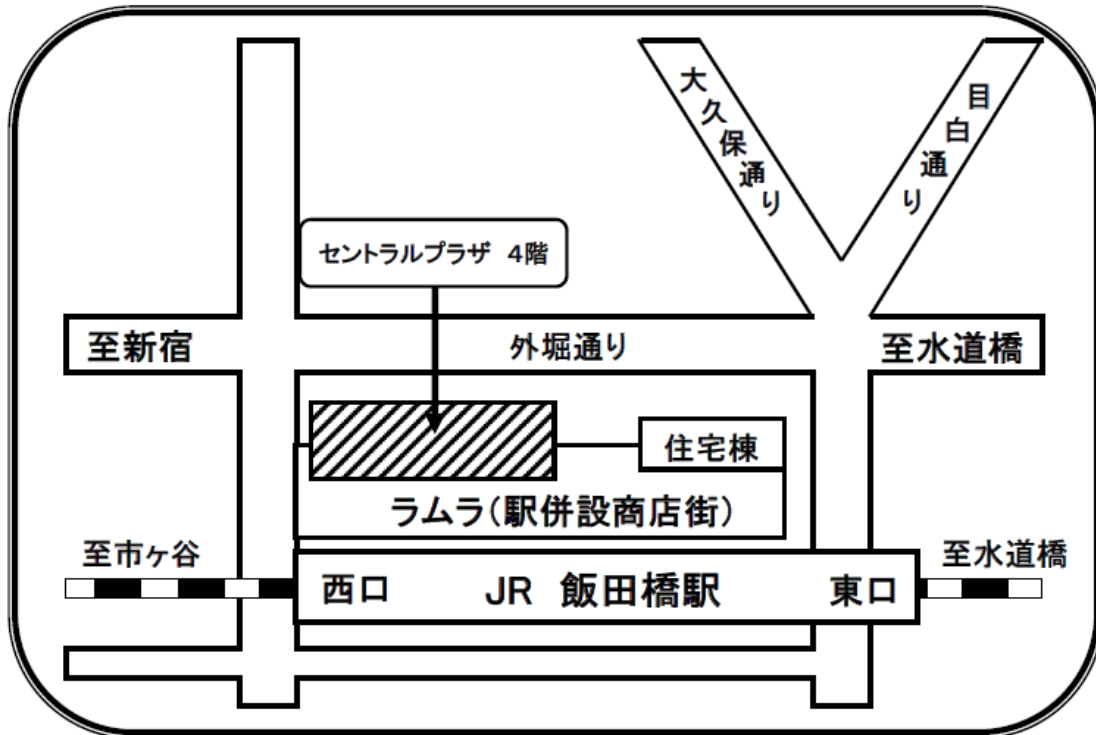 大久保通り
目白通り
セントラルプラザ 4階
至新宿
外堀通り
至水道橋
住宅棟
ラムラ(駅併設商店街)
至市ヶ谷
至水道橋
西口
JR 飯田橋駅
東口